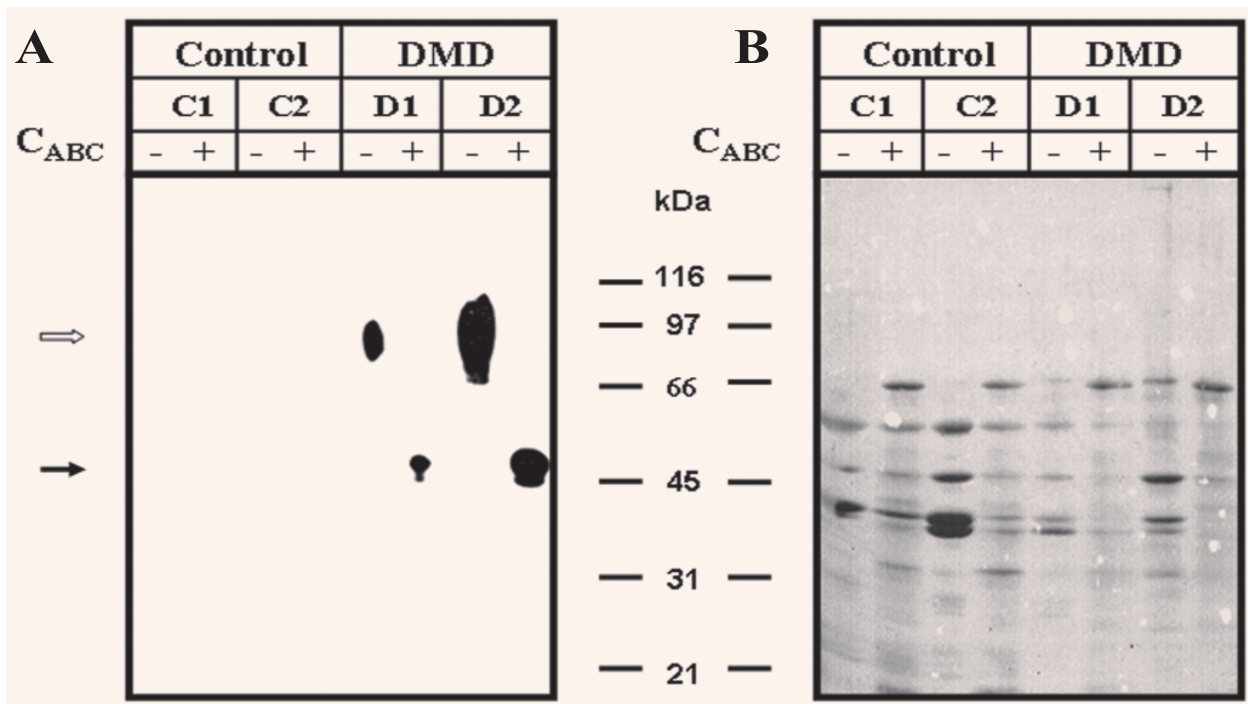 A
Control DMD
C1 C2 D1 D2
CABC - + - + - + - +
B
Control DMD
C1 C2 D1 D2
CABC - + - + - + - +
kDa
116
97
66
45
31
21